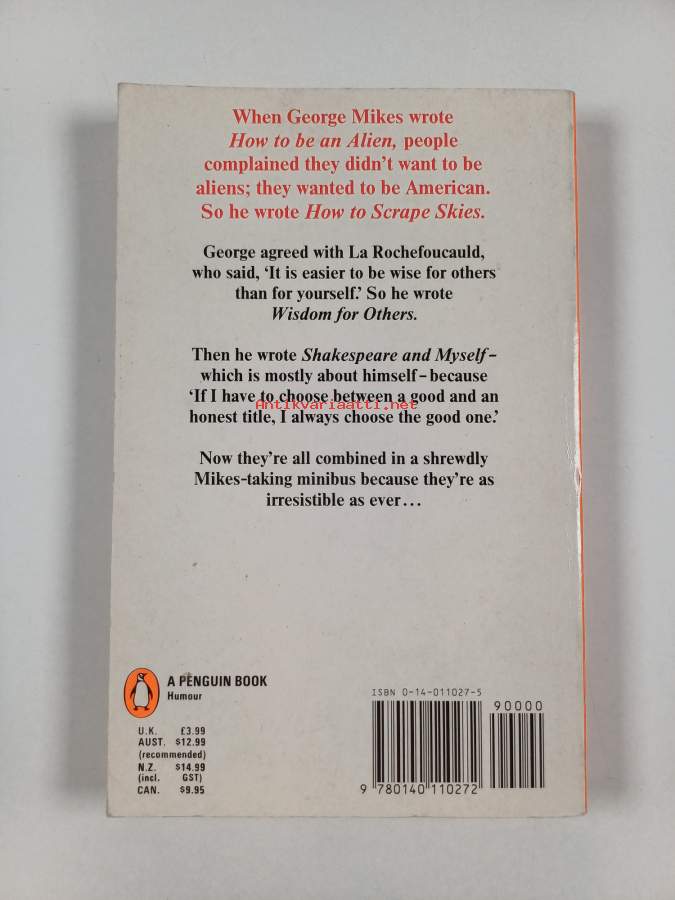 When George Mikes wrote
How to be an Alien, people
complained they didn't want to be
aliens; they wanted to be American.
So he wrote How to Scrape Skies.
George agreed with La Rochefoucauld,
who said, ‘It is easier to be wise for others
than for yourself.’ So he wrote
Wisdom for Others.
Then he wrote Shakespeare and Myself–
which is mostly about himself–because
‘If I have to choose between a good and an
Antikvariaatti.net
honest title, I always choose the good one.’
Now they're all combined in a shrewdly
Mikes-taking minibus because they're as
irresistible as ever...
A PENGUIN BOOK
Humour
U.K. £3.99
AUST. $12.99
(recommended)
N.Z. $14.99
(incl. GST)
CAN. $9.95
ISBN 0-14-011027-5
90000
9 780140 110272